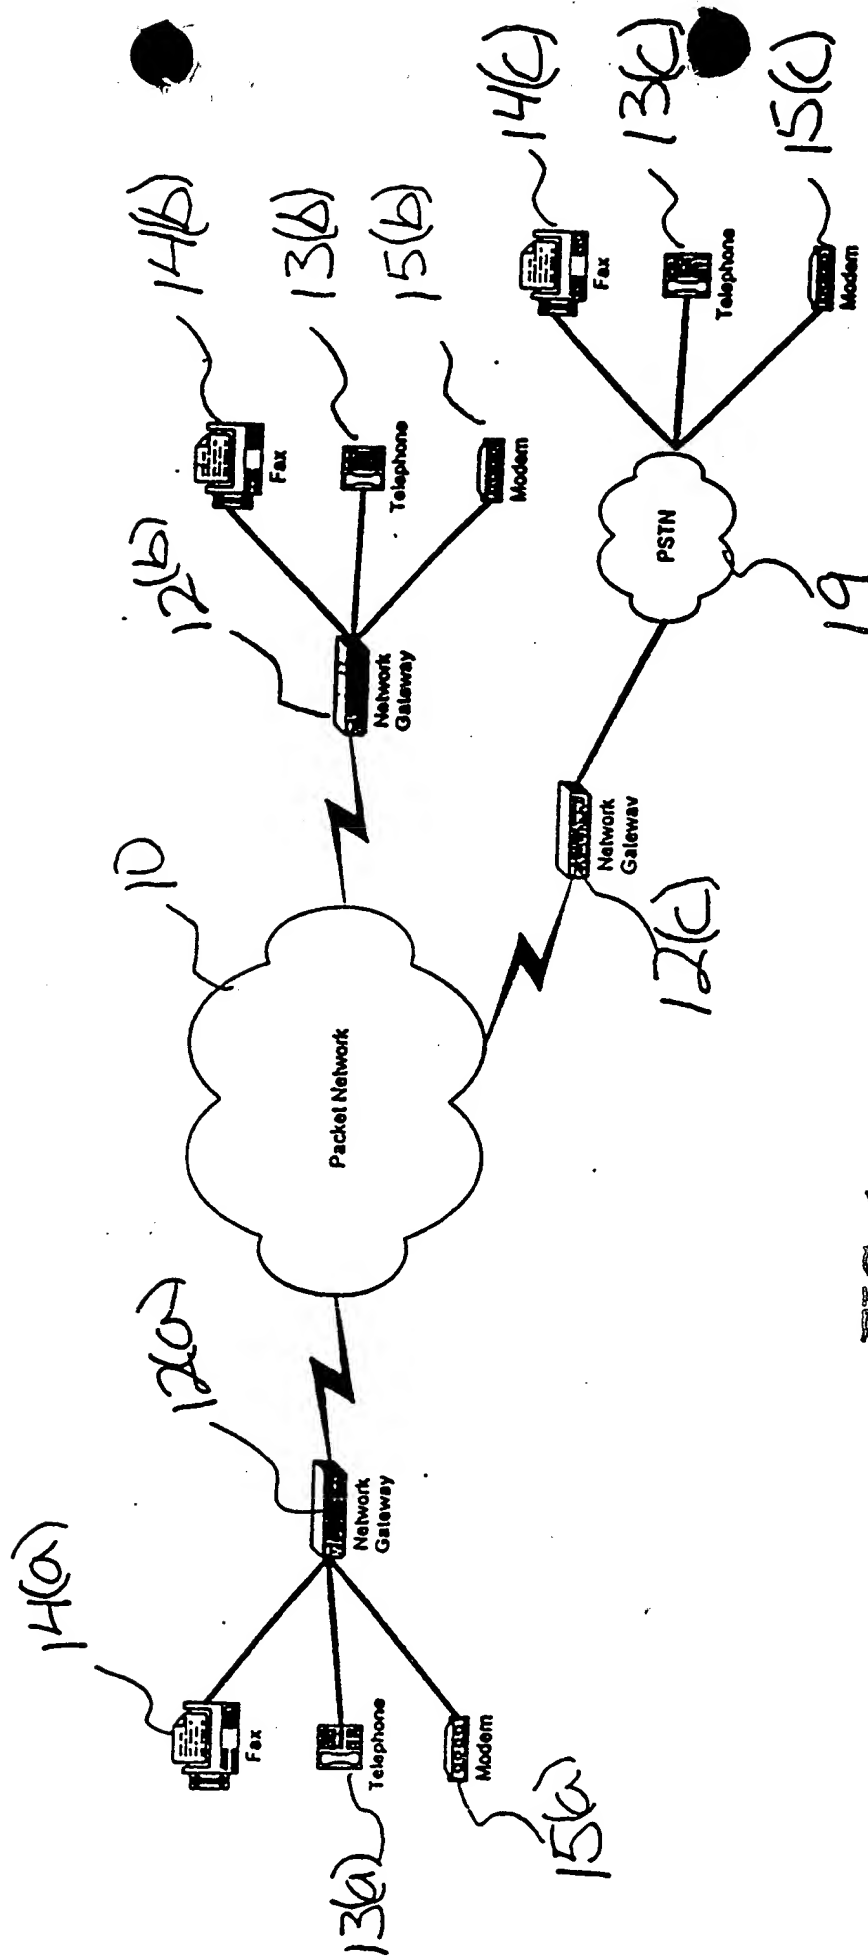 14(a)
Fax
13(a)
Telephone
15(a)
Modem
12(a)
Network
Gateway
10
Packet Network
12(b)
Network
Gateway
14(b)
Fax
13(b)
Telephone
15(b)
Modem
12(c)
Network
Gateway
19
PSTN
14(c)
Fax
13(c)
Telephone
15(c)
Modem